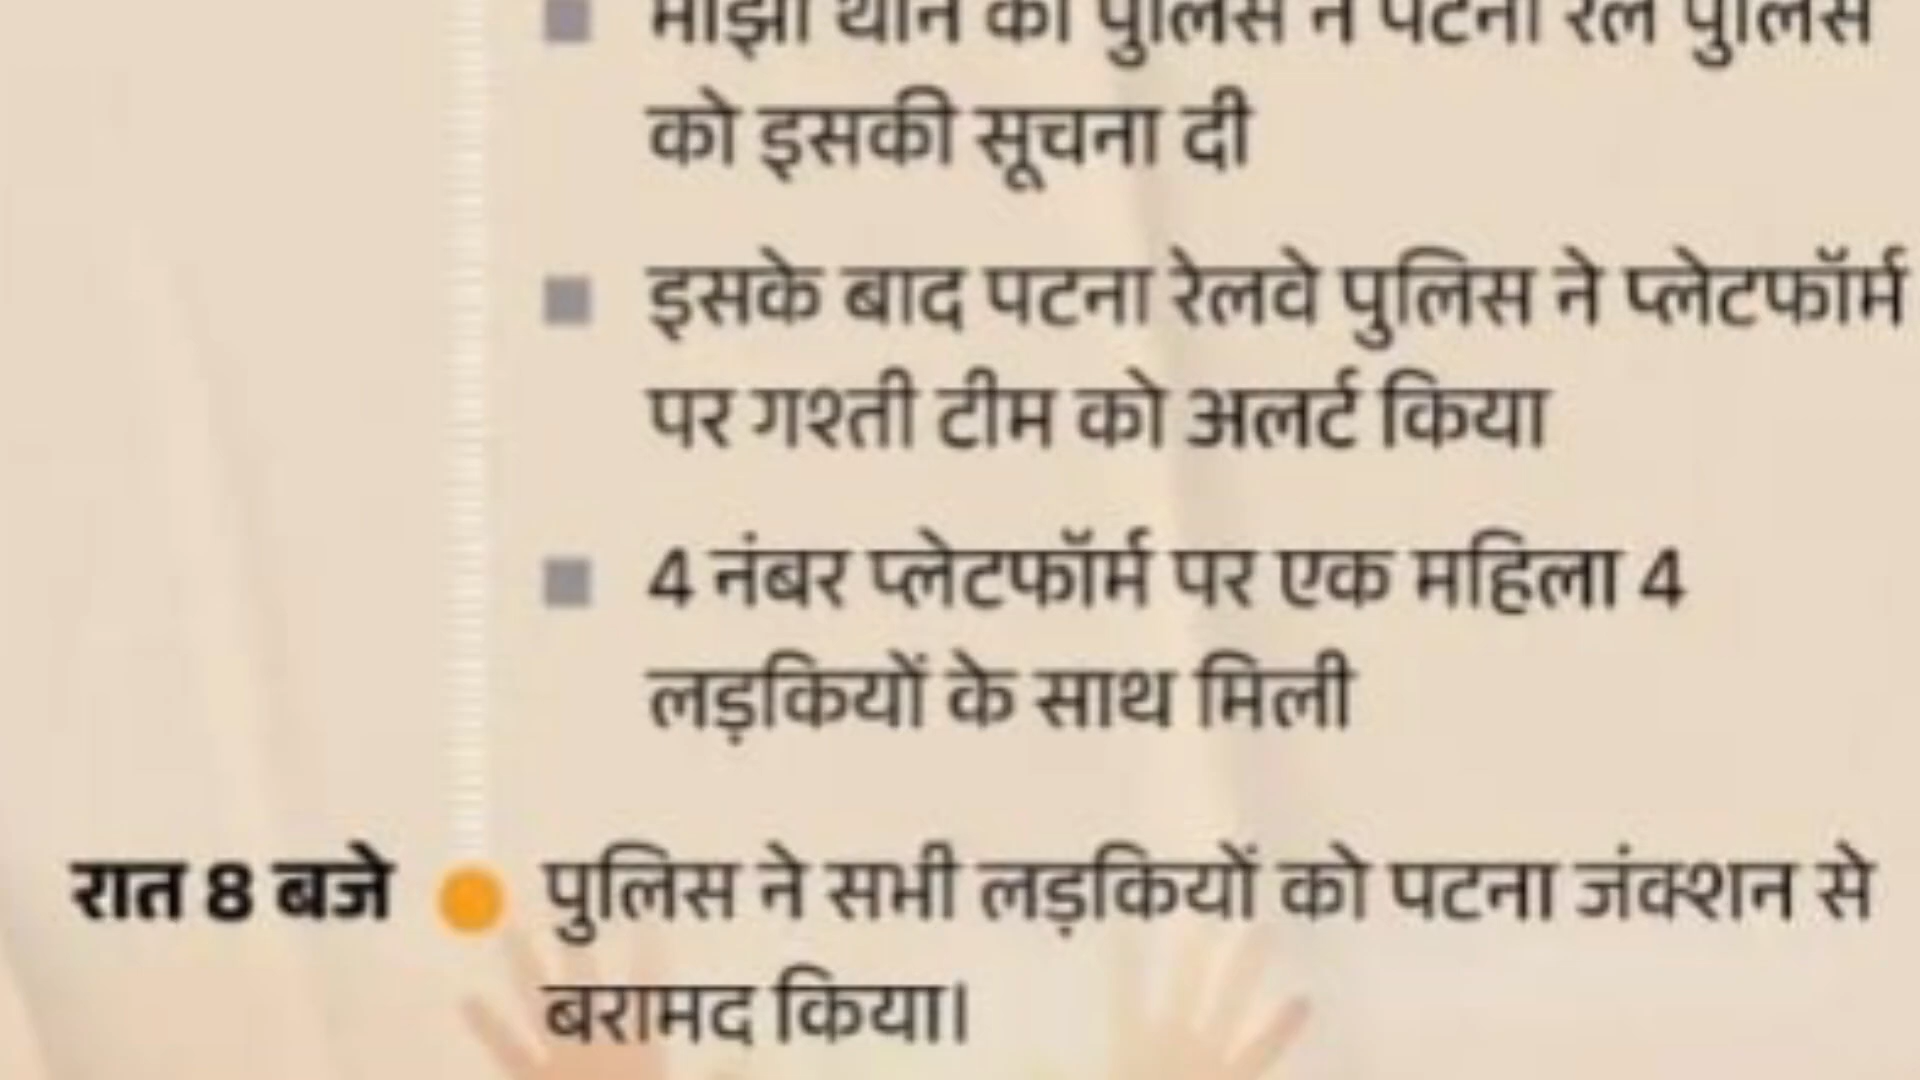 मांझी थाने की पुलिस ने पटना रेल पुलिस
को इसकी सूचना दी
इसके बाद पटना रेलवे पुलिस ने प्लेटफॉर्म
पर गश्ती टीम को अलर्ट किया
4 नंबर प्लेटफॉर्म पर एक महिला 4
लड़कियों के साथ मिली
रात 8 बजे पुलिस ने सभी लड़कियों को पटना जंक्शन से
बरामद किया।